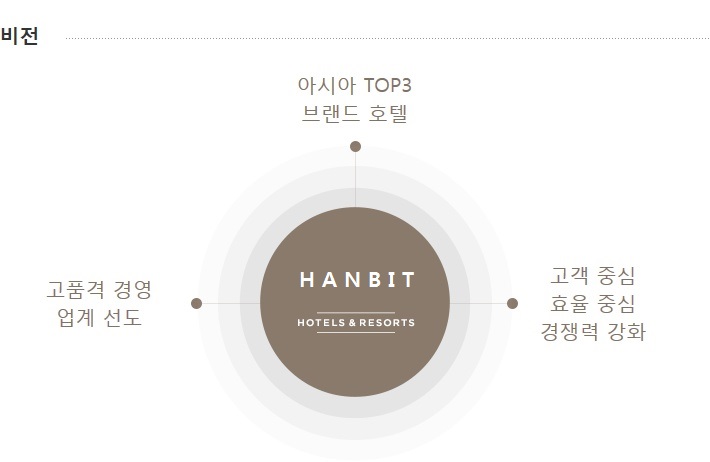 비전
아시아 TOP3
브랜드 호텔
고품격 경영
업계 선도
HANBIT
HOTELS & RESORTS
고객 중심
효율 중심
경쟁력 강화